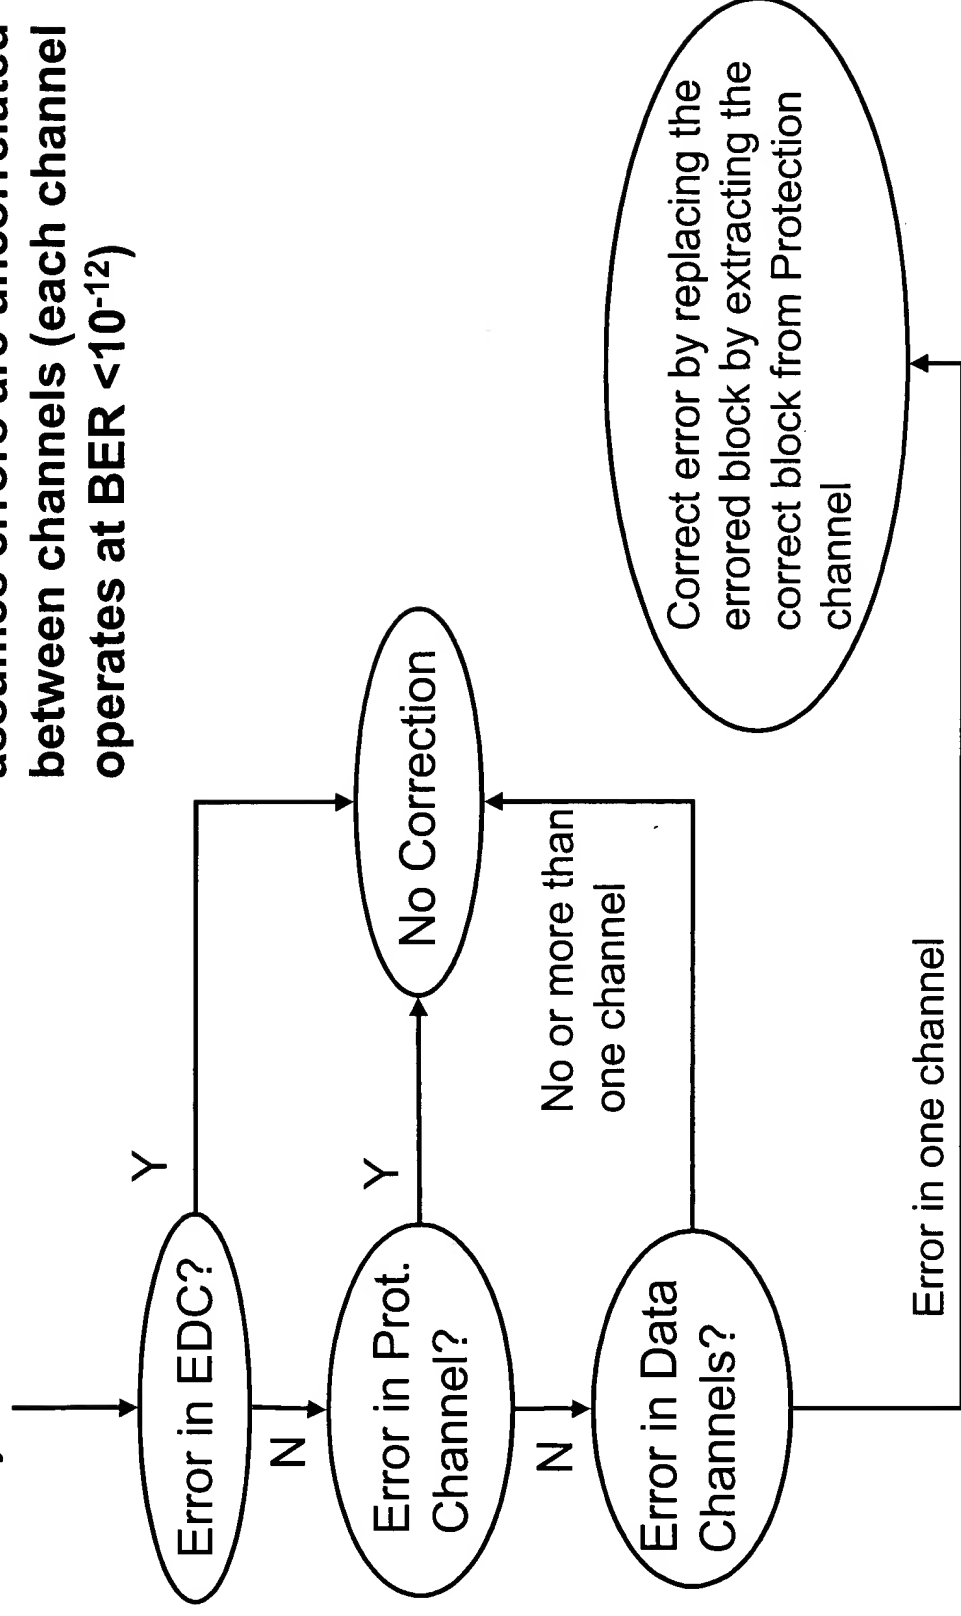 between channels (each channel
operates at BER <10-12)
Error in EDC?
Y
N
Error in Prot.
Channel?
Y
No Correction
N
Error in Data
Channels?
No or more than
one channel
Error in one channel
Correct error by replacing the
errored block by extracting the
correct block from Protection
channel